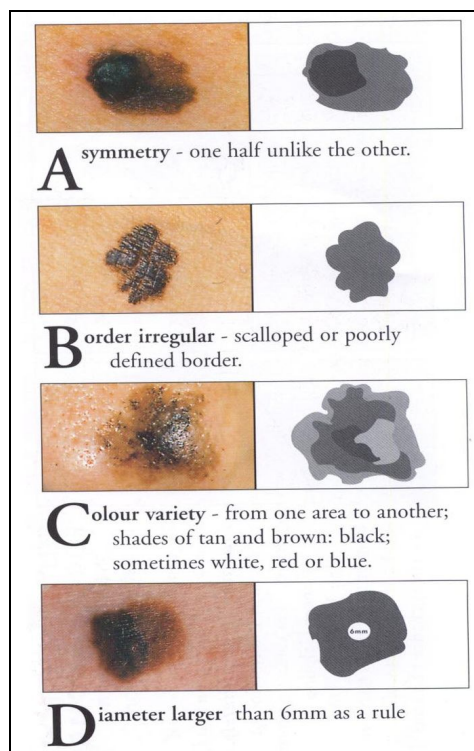 Asymmetry - one half unlike the other.
Border irregular - scalloped or poorly
defined border.
Colour variety - from one area to another;
shades of tan and brown: black;
sometimes white, red or blue.
6mm
Diameter larger than 6mm as a rule